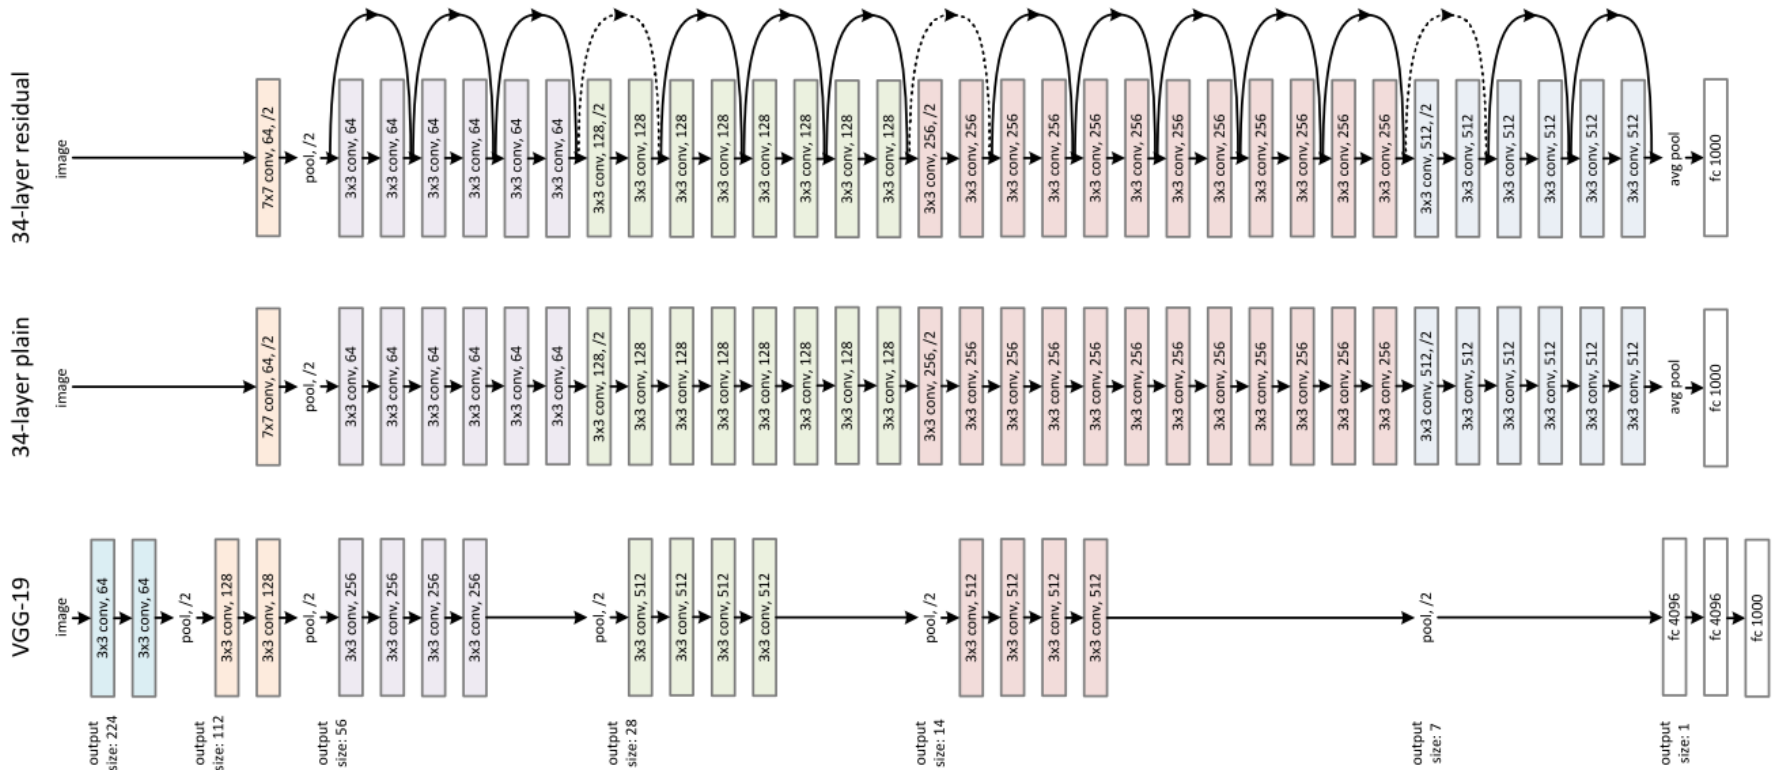 34-layer residual
image
7x7 conv, 64, /2
pool, /2
3x3 conv, 64
3x3 conv, 64
3x3 conv, 64
3x3 conv, 64
3x3 conv, 64
3x3 conv, 64
3x3 conv, 128, /2
3x3 conv, 128
3x3 conv, 128
3x3 conv, 128
3x3 conv, 128
3x3 conv, 128
3x3 conv, 128
3x3 conv, 128
3x3 conv, 256, /2
3x3 conv, 256
3x3 conv, 256
3x3 conv, 256
3x3 conv, 256
3x3 conv, 256
3x3 conv, 256
3x3 conv, 256
3x3 conv, 256
3x3 conv, 256
3x3 conv, 256
3x3 conv, 256
3x3 conv, 512, /2
3x3 conv, 512
3x3 conv, 512
3x3 conv, 512
3x3 conv, 512
3x3 conv, 512
avg pool
fc 1000
34-layer plain
image
7x7 conv, 64, /2
pool, /2
3x3 conv, 64
3x3 conv, 64
3x3 conv, 64
3x3 conv, 64
3x3 conv, 64
3x3 conv, 64
3x3 conv, 128, /2
3x3 conv, 128
3x3 conv, 128
3x3 conv, 128
3x3 conv, 128
3x3 conv, 128
3x3 conv, 128
3x3 conv, 128
3x3 conv, 256, /2
3x3 conv, 256
3x3 conv, 256
3x3 conv, 256
3x3 conv, 256
3x3 conv, 256
3x3 conv, 256
3x3 conv, 256
3x3 conv, 256
3x3 conv, 256
3x3 conv, 256
3x3 conv, 256
3x3 conv, 512, /2
3x3 conv, 512
3x3 conv, 512
3x3 conv, 512
3x3 conv, 512
3x3 conv, 512
avg pool
fc 1000
VGG-19
image
3x3 conv, 64
3x3 conv, 64
pool, /2
3x3 conv, 128
3x3 conv, 128
pool, /2
3x3 conv, 256
3x3 conv, 256
3x3 conv, 256
3x3 conv, 256
pool, /2
3x3 conv, 512
3x3 conv, 512
3x3 conv, 512
3x3 conv, 512
pool, /2
3x3 conv, 512
3x3 conv, 512
3x3 conv, 512
3x3 conv, 512
pool, /2
fc 4096
fc 4096
fc 1000
output
size: 224
output
size: 112
output
size: 56
output
size: 28
output
size: 14
output
size: 7
output
size: 1